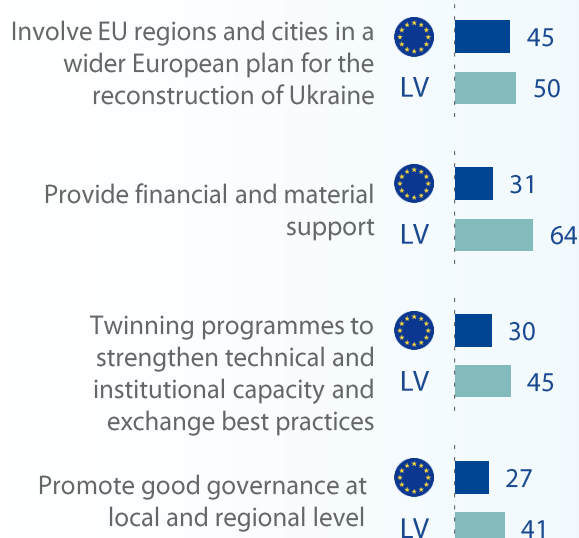 Involve EU regions and cities in a
wider European plan for the
reconstruction of Ukraine
45
LV 50
Provide financial and material
support
31
LV 64
Twinning programmes to
strengthen technical and
institutional capacity and
exchange best practices
30
LV 45
Promote good governance at
local and regional level
27
LV 41